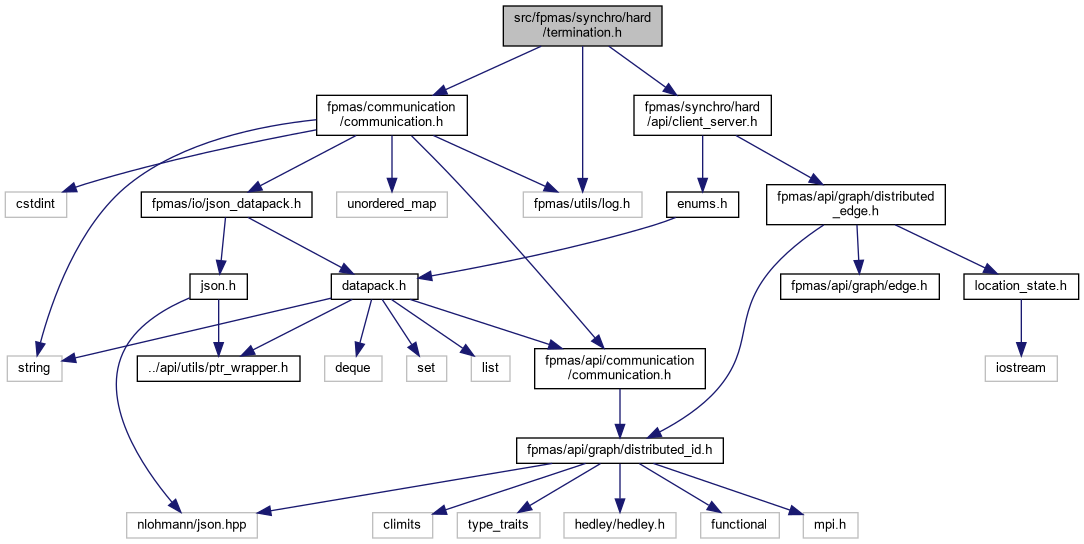 src/fpmas/synchro/hard
/termination.h
fpmas/communication
/communication.h
fpmas/synchro/hard
/api/client_server.h
cstdint
fpmas/io/json_datapack.h
unordered_map
fpmas/utils/log.h
enums.h
fpmas/api/graph/distributed
_edge.h
json.h
datapack.h
fpmas/api/graph/edge.h
location_state.h
string
../api/utils/ptr_wrapper.h
deque
set
list
fpmas/api/communication
/communication.h
iostream
fpmas/api/graph/distributed_id.h
nlohmann/json.hpp
climits
type_traits
hedley/hedley.h
functional
mpi.h